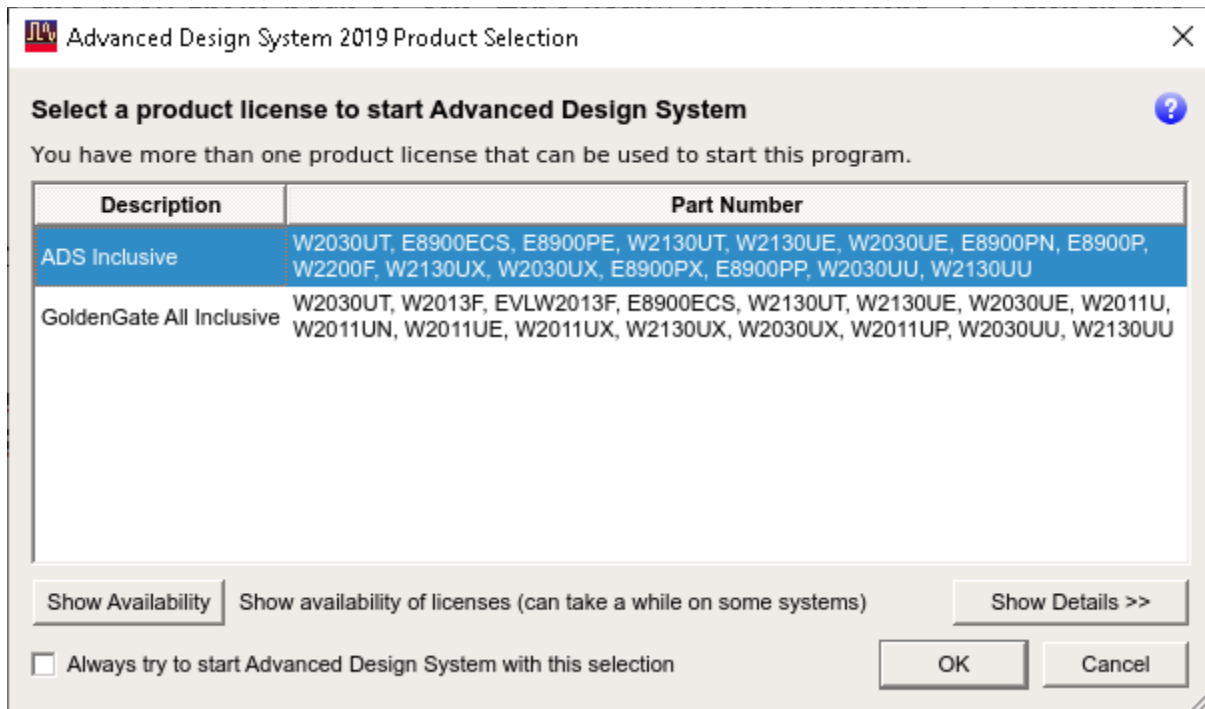 Advanced Design System 2019 Product Selection
Select a product license to start Advanced Design System
?
You have more than one product license that can be used to start this program.
Description Part Number
ADS Inclusive W2030UT, E8900ECS, E8900PE, W2130UT, W2130UE, W2030UE, E8900PN, E8900P,
W2200F, W2130UX, W2030UX, E8900PX, E8900PP, W2030UU, W2130UU
GoldenGate All Inclusive W2030UT, W2013F, EVLW2013F, E8900ECS, W2130UT, W2130UE, W2030UE, W2011U,
W2011UN, W2011UE, W2011UX, W2130UX, W2030UX, W2011UP, W2030UU, W2130UU
Show Availability Show availability of licenses (can take a while on some systems) Show Details >>
Always try to start Advanced Design System with this selection OK Cancel